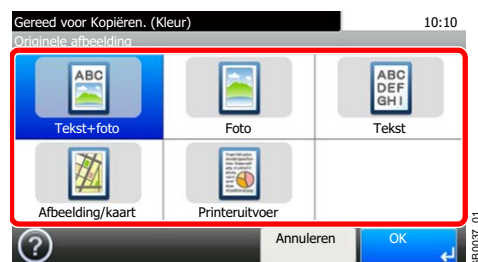 Gereed voor Kopiëren. (Kleur) 10:10
Originele afbeelding
ABC
Tekst+foto
Foto
ABC
DEF
GHI
Tekst
Afbeelding/kaart
Printeruitvoer
?
Annuleren
OK